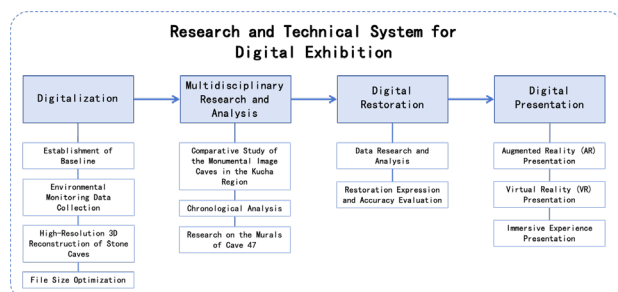 Research and Technical System for
Digital Exhibition
Digitalization
Multidisciplinary
Research and
Analysis
Digital
Restoration
Digital
Presentation
Establishment of
Baseline
Environmental
Monitoring Data
Collection
High-Resolution 3D
Reconstruction of Stone
Caves
File Size Optimization
Comparative Study of
the Monumental Image
Caves in the Kucha
Region
Chronological Analysis
Research on the Murals
of Cave 47
Data Research and
Analysis
Restoration Expression
and Accuracy Evaluation
Augmented Reality (AR)
Presentation
Virtual Reality (VR)
Presentation
Immersive Experience
Presentation